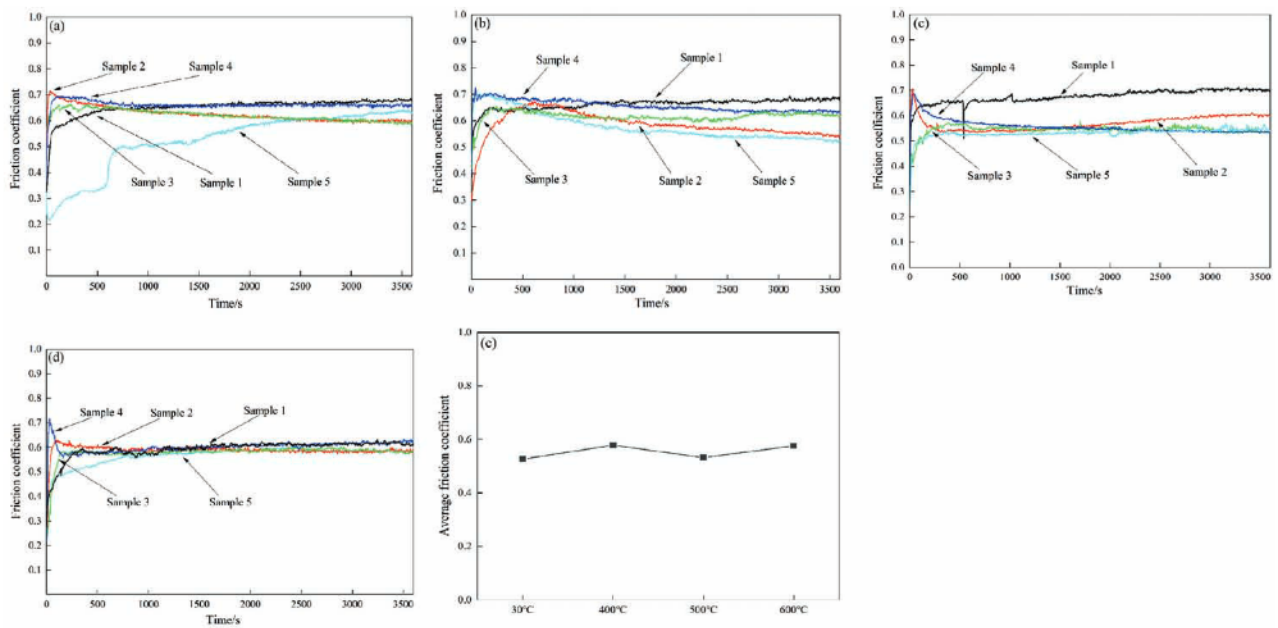 (a)
1.0
0.9
0.8
0.7
0.6
0.5
0.4
0.3
0.2
0.1
Friction coefficient
Sample 2
Sample 4
Sample 3
Sample 1
Sample 5
0 500 1000 1500 2000 2500 3000 3500
Time/s
(b)
1.0
0.9
0.8
0.7
0.6
0.5
0.4
0.3
0.2
0.1
Friction coefficient
Sample 4
Sample 1
Sample 3
Sample 2
Sample 5
0 500 1000 1500 2000 2500 3000 3500
Time/s
(c)
1.0
0.9
0.8
0.7
0.6
0.5
0.4
0.3
0.2
0.1
0.0
Friction coefficient
Sample 4
Sample 1
Sample 3
Sample 5
Sample 2
0 500 1000 1500 2000 2500 3000 3500
Time/s
(d)
1.0
0.9
0.8
0.7
0.6
0.5
0.4
0.3
0.2
0.1
0.0
Friction coefficient
Sample 4
Sample 2
Sample 1
Sample 3
Sample 5
0 500 1000 1500 2000 2500 3000 3500
Time/s
(e)
1.0
0.8
0.6
0.4
0.2
0.0
Average friction coefficient
30°C 400°C 500°C 600°C